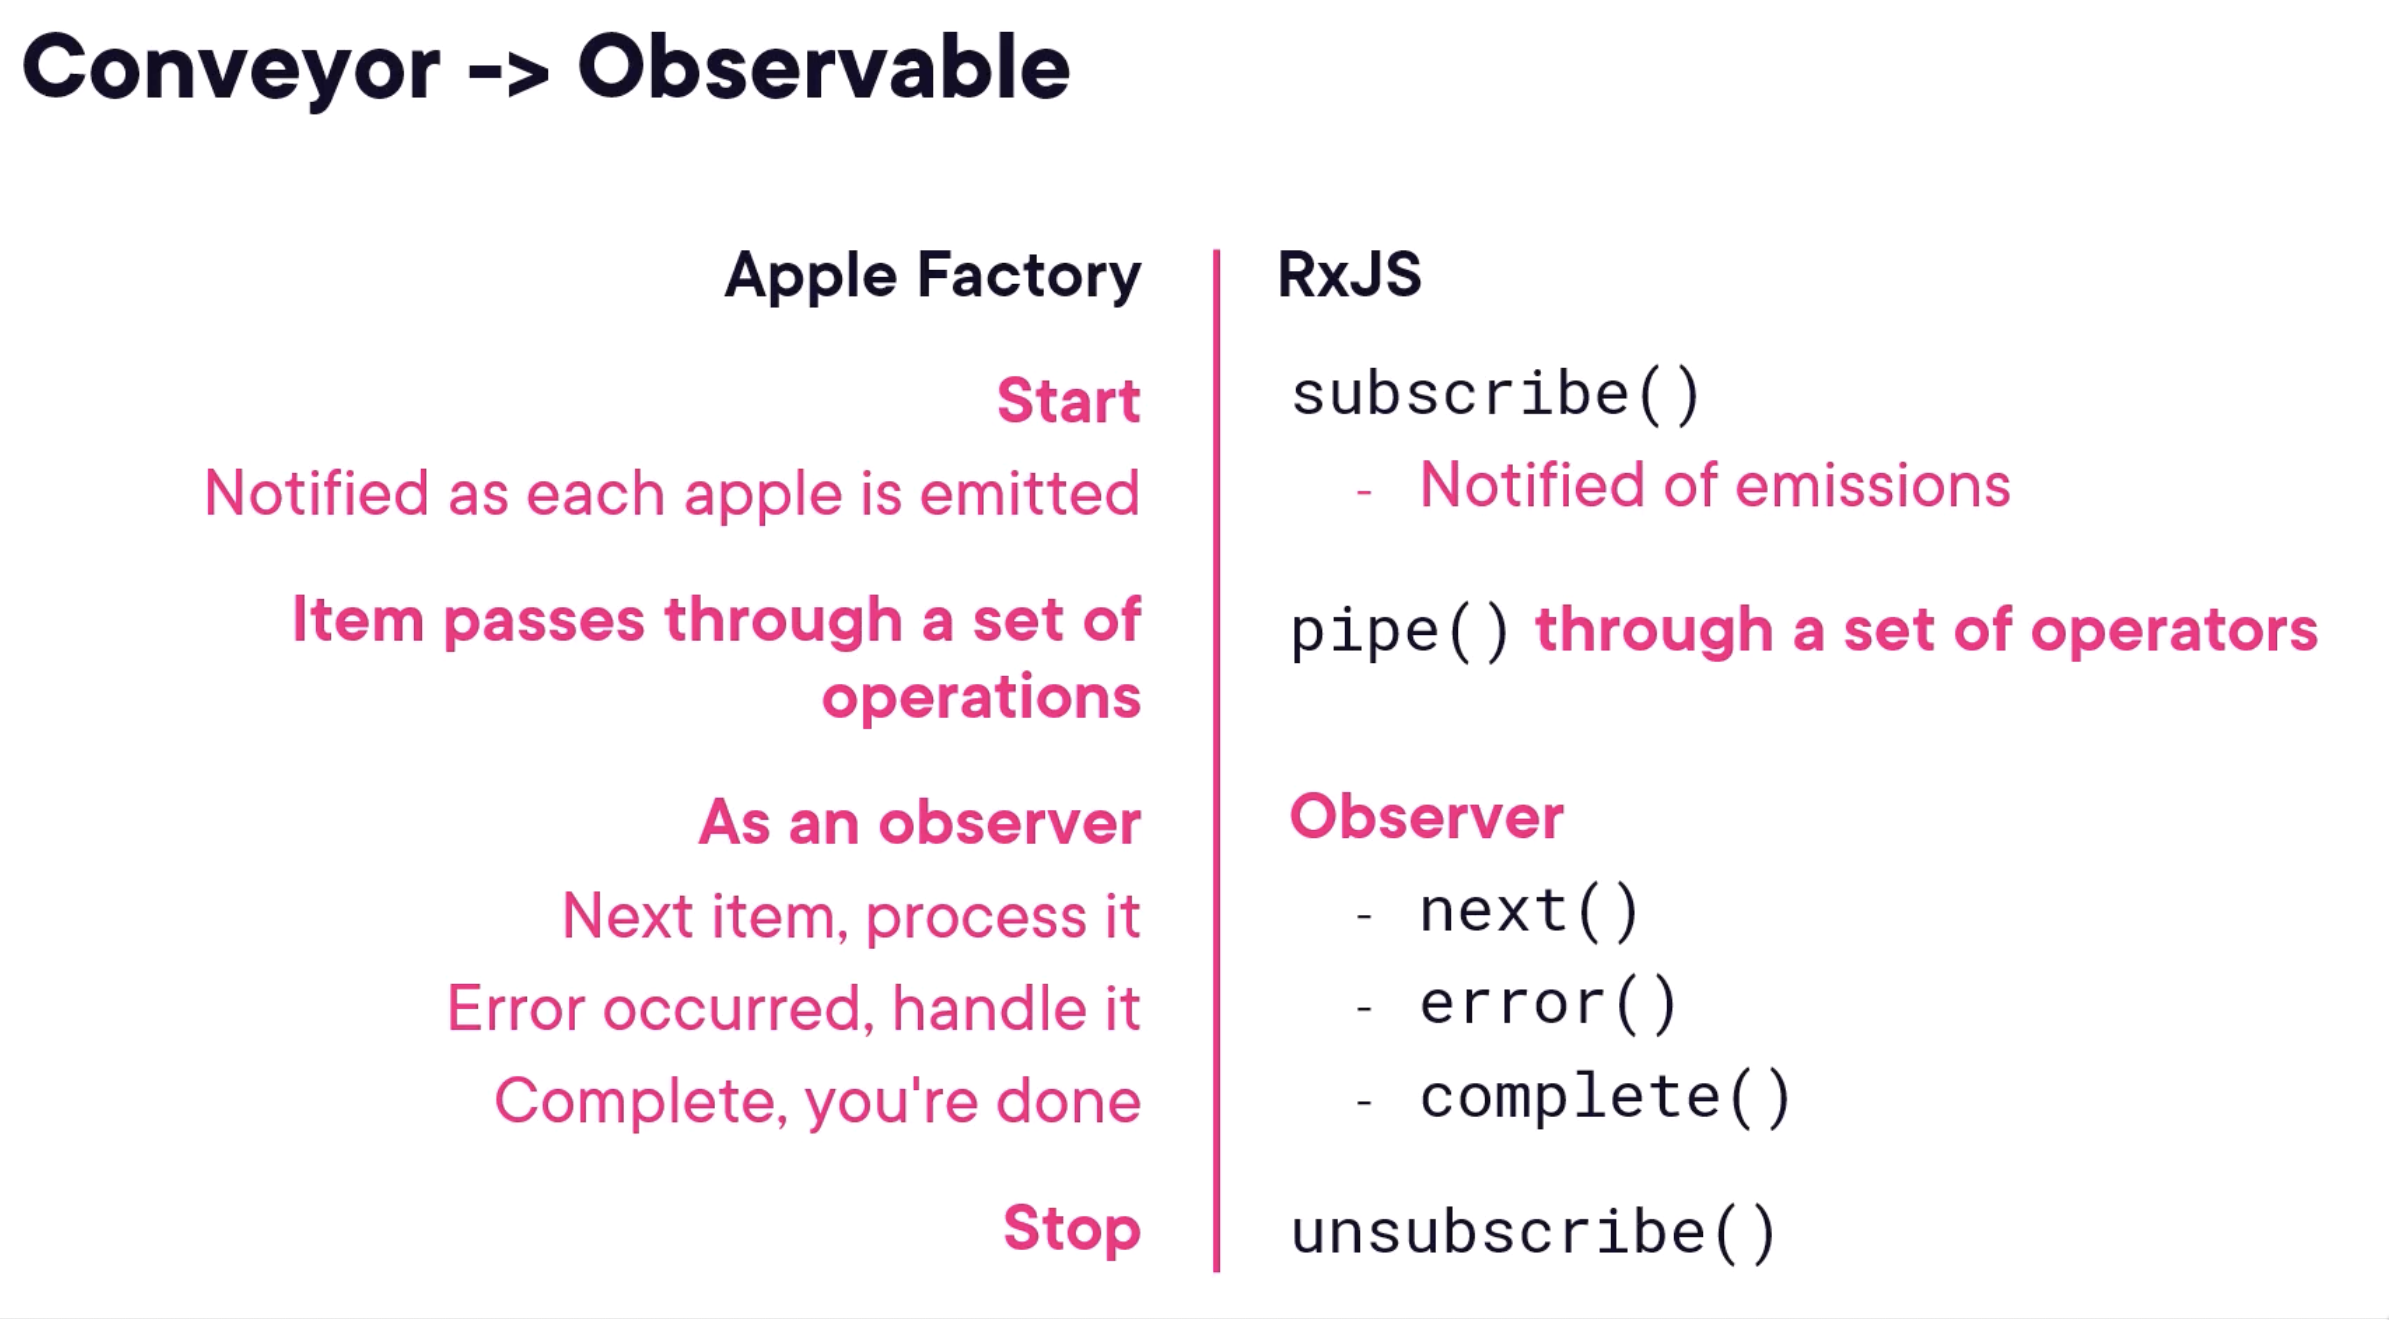 Conveyor -> Observable
Apple Factory
Start
Notified as each apple is emitted
Item passes through a set of
operations
As an observer
Next item, process it
Error occurred, handle it
Complete, you're done
Stop
RxJS
subscribe()
- Notified of emissions
pipe() through a set of operators
Observer
- next()
- error()
- complete()
unsubscribe()